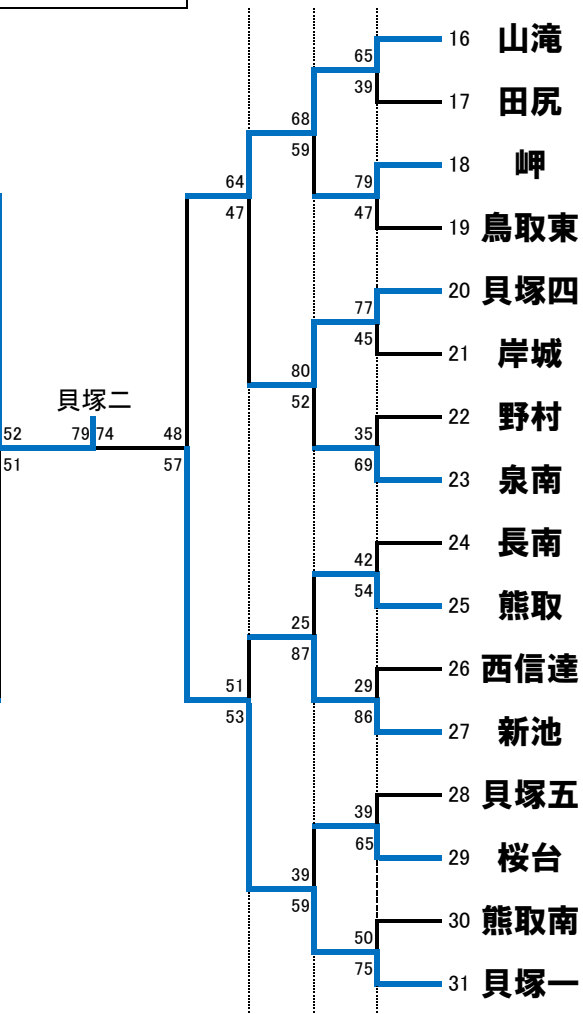 65 16 山滝
39 17 田尻
68
59
18 岬
64 79
47 47
19 鳥取東
20 貝塚四
77
45 21 岸城
80
52
貝塚二 22 野村
52 79 74 48 35
51 57 69
23 泉南
24 長南
42
54 25 熊取
25
87
26 西信達
51 29
53 86
27 新池
28 貝塚五
39
65 29 桜台
39
59
30 熊取南
50
75 31 貝塚一